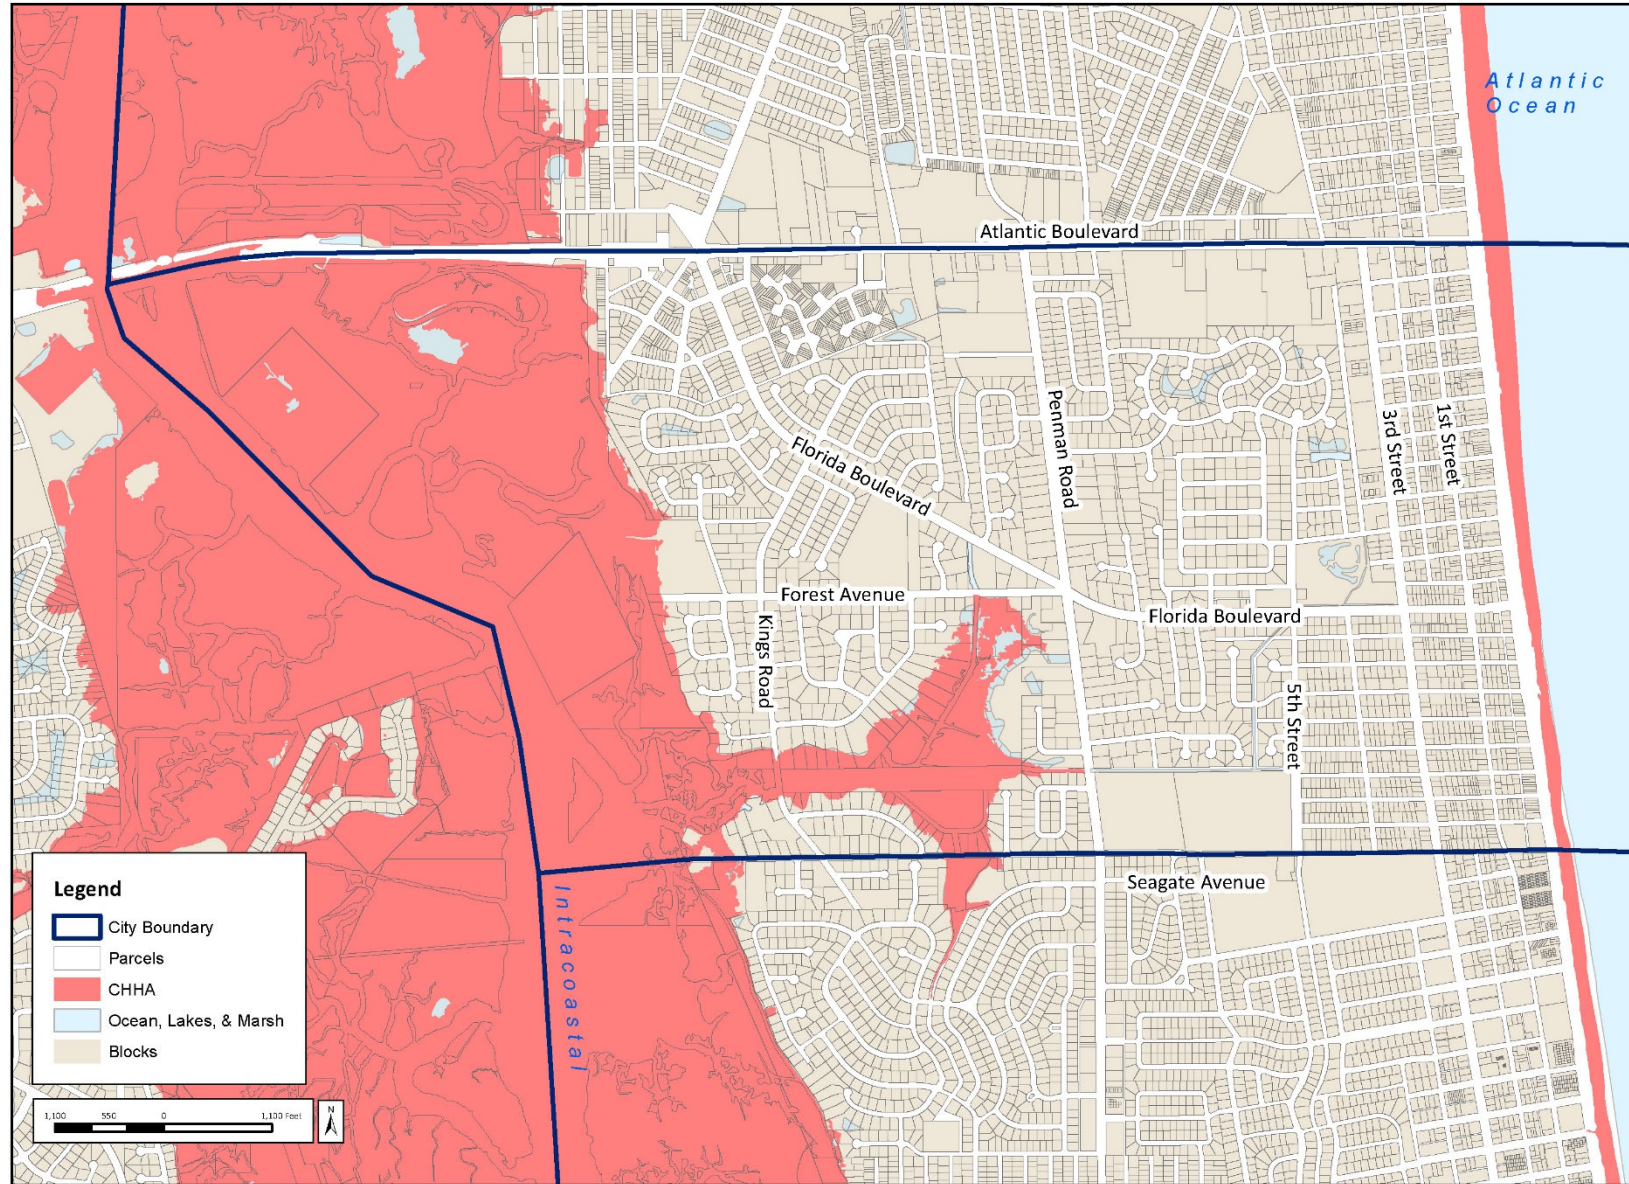 Atlantic
Ocean
Atlantic Boulevard
Penman Road
3rd Street
1st Street
Florida Boulevard
Forest Avenue
Florida Boulevard
Kings Road
5th Street
Seagate Avenue
Intracoastal
Legend
City Boundary
Parcels
CHHA
Ocean, Lakes, & Marsh
Blocks
1,100 550 0 1,100 Feet
N